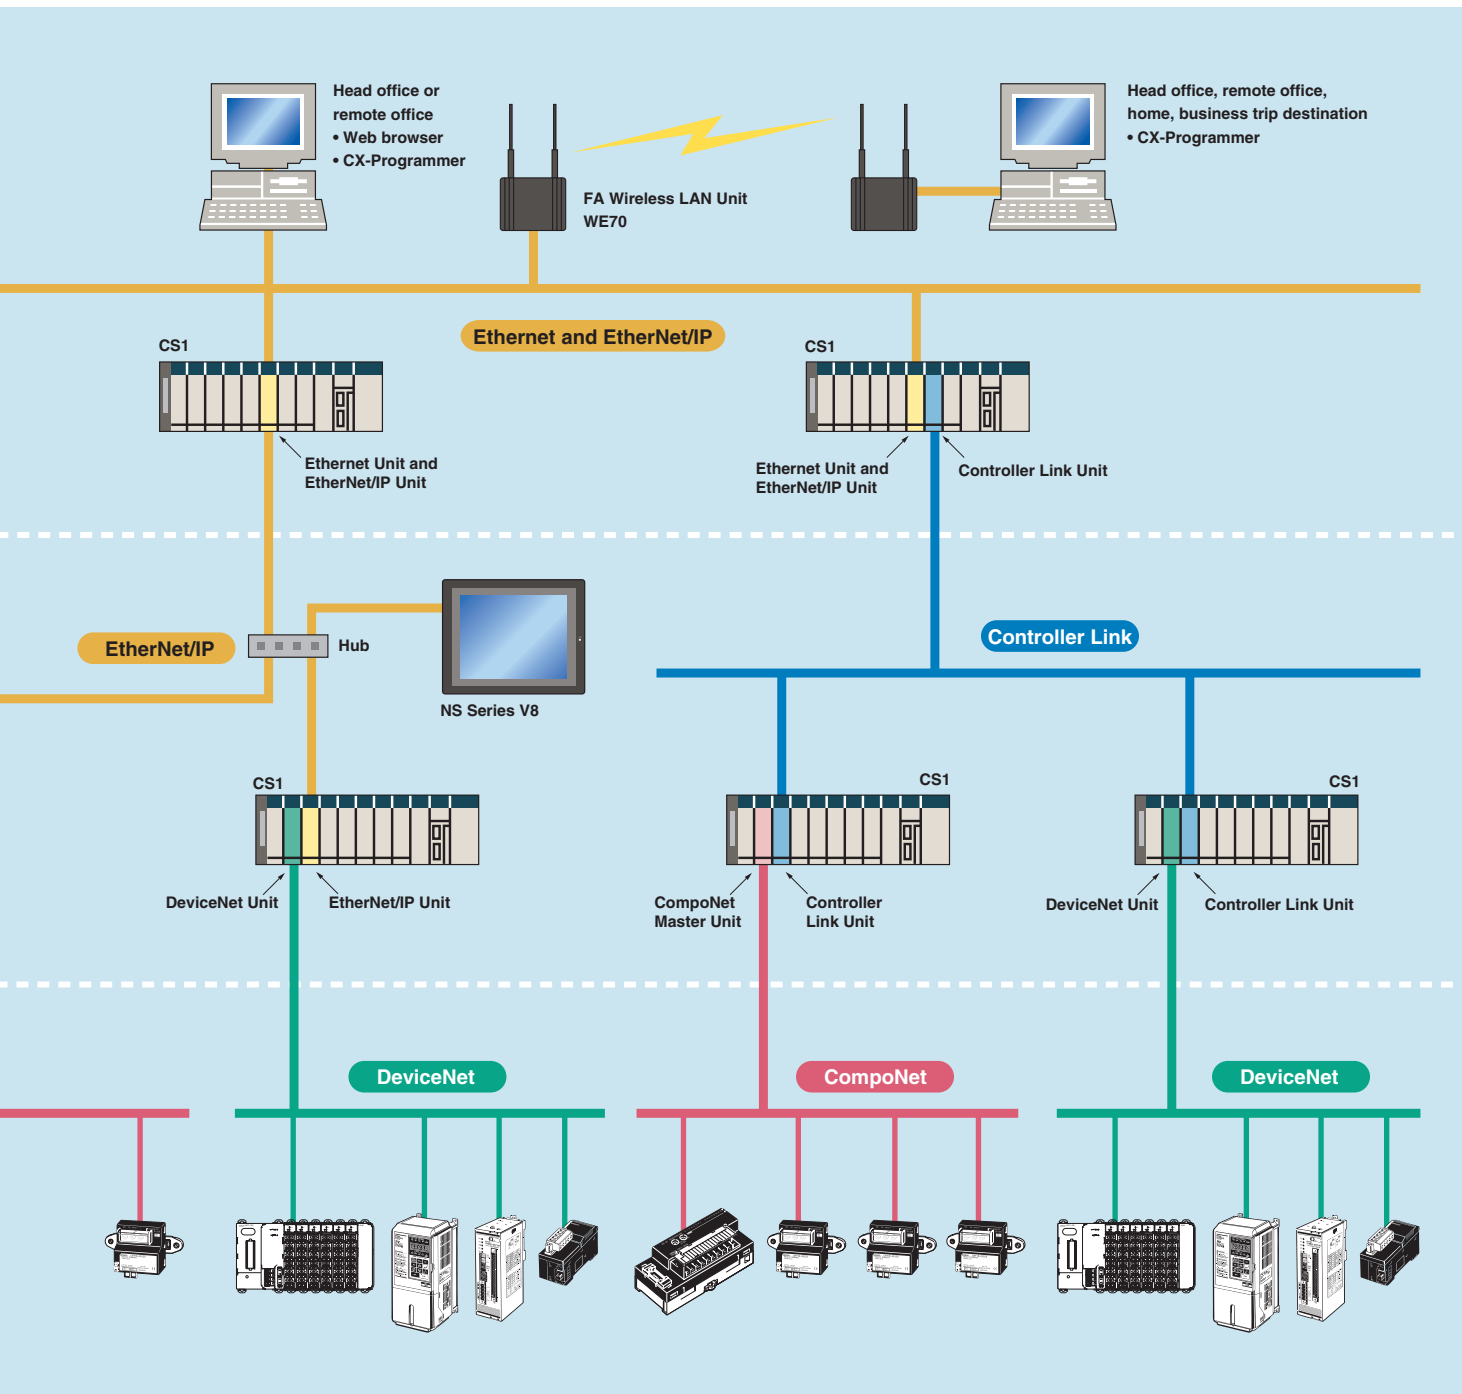 Head office or
remote office
• Web browser
• CX-Programmer
FA Wireless LAN Unit
WE70
Head office, remote office,
home, business trip destination
• CX-Programmer
Ethernet and EtherNet/IP
CS1
CS1
Ethernet Unit and
EtherNet/IP Unit
Ethernet Unit and
EtherNet/IP Unit
Controller Link Unit
EtherNet/IP
Hub
NS Series V8
Controller Link
CS1
CS1
CS1
DeviceNet Unit
EtherNet/IP Unit
CompoNet
Master Unit
Controller
Link Unit
DeviceNet Unit
Controller Link Unit
DeviceNet
CompoNet
DeviceNet